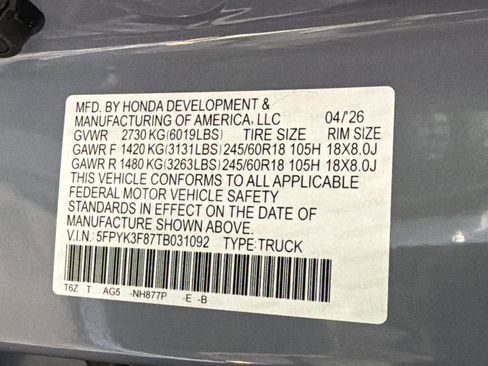 MFD. BY HONDA DEVELOPMENT &
MANUFACTURING OF AMERICA, LLC 04/'26
GVWR 2730 KG (6019LBS) TIRE SIZE RIM SIZE
GAWR F 1420 KG(3131LBS) 245/60R18 105H 18X8.0J
GAWR R 1480 KG(3263LBS) 245/60R18 105H 18X8.0J
THIS VEHICLE CONFORMS TO ALL APPLICABLE
FEDERAL MOTOR VEHICLE SAFETY
STANDARDS IN EFFECT ON THE DATE OF
MANUFACTURE SHOWN ABOVE.
V.I.N. 5FPYK3F87TB031092 TYPE:TRUCK
T6Z T AG5 -NH877P -E -B